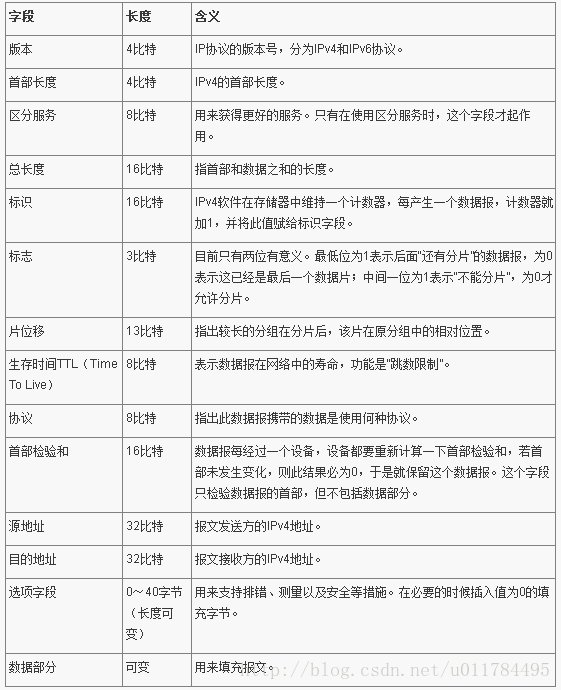 字段 长度 含义
版本 4比特 IP协议的版本号，分为IPv4和IPv6协议。
首部长度 4比特 IPv4的首部长度。
区分服务 8比特 用来获得更好的服务。只有在使用区分服务时，这个字段才起作
用。
总长度 16比特 指首部和数据之和的长度。
标识 16比特 IPv4软件在存储器中维持一个计数器，每产生一个数据报，计数器就
加1，并将此值赋给标识字段。
标志 3比特 目前只有两位有意义。最低位为1表示后面"还有分片"的数据报，为0
表示这已经是最后一个数据片；中间一位为1表示"不能分片"，为0才
允许分片。
片位移 13比特 指出较长的分组在分片后，该片在原分组中的相对位置。
生存时间TTL（Time 8比特 表示数据报在网络中的寿命，功能是"跳数限制"。
To Live）
协议 8比特 指出此数据报携带的数据是使用何种协议。
首部检验和 16比特 数据报每经过一个设备，设备都要重新计算一下首部检验和，若首
部未发生变化，则此结果必为0，于是就保留这个数据报。这个字段
只检验数据报的首部，但不包括数据部分。
源地址 32比特 报文发送方的IPv4地址。
目的地址 32比特 报文接收方的IPv4地址。
选项字段 0～40字节 用来支持排错、测量以及安全等措施。在必要的时候插入值为0的填
（长度可 充字节。
变）
数据部分 可变 用来填充报文。
http://blog.csdn.net/u011784495